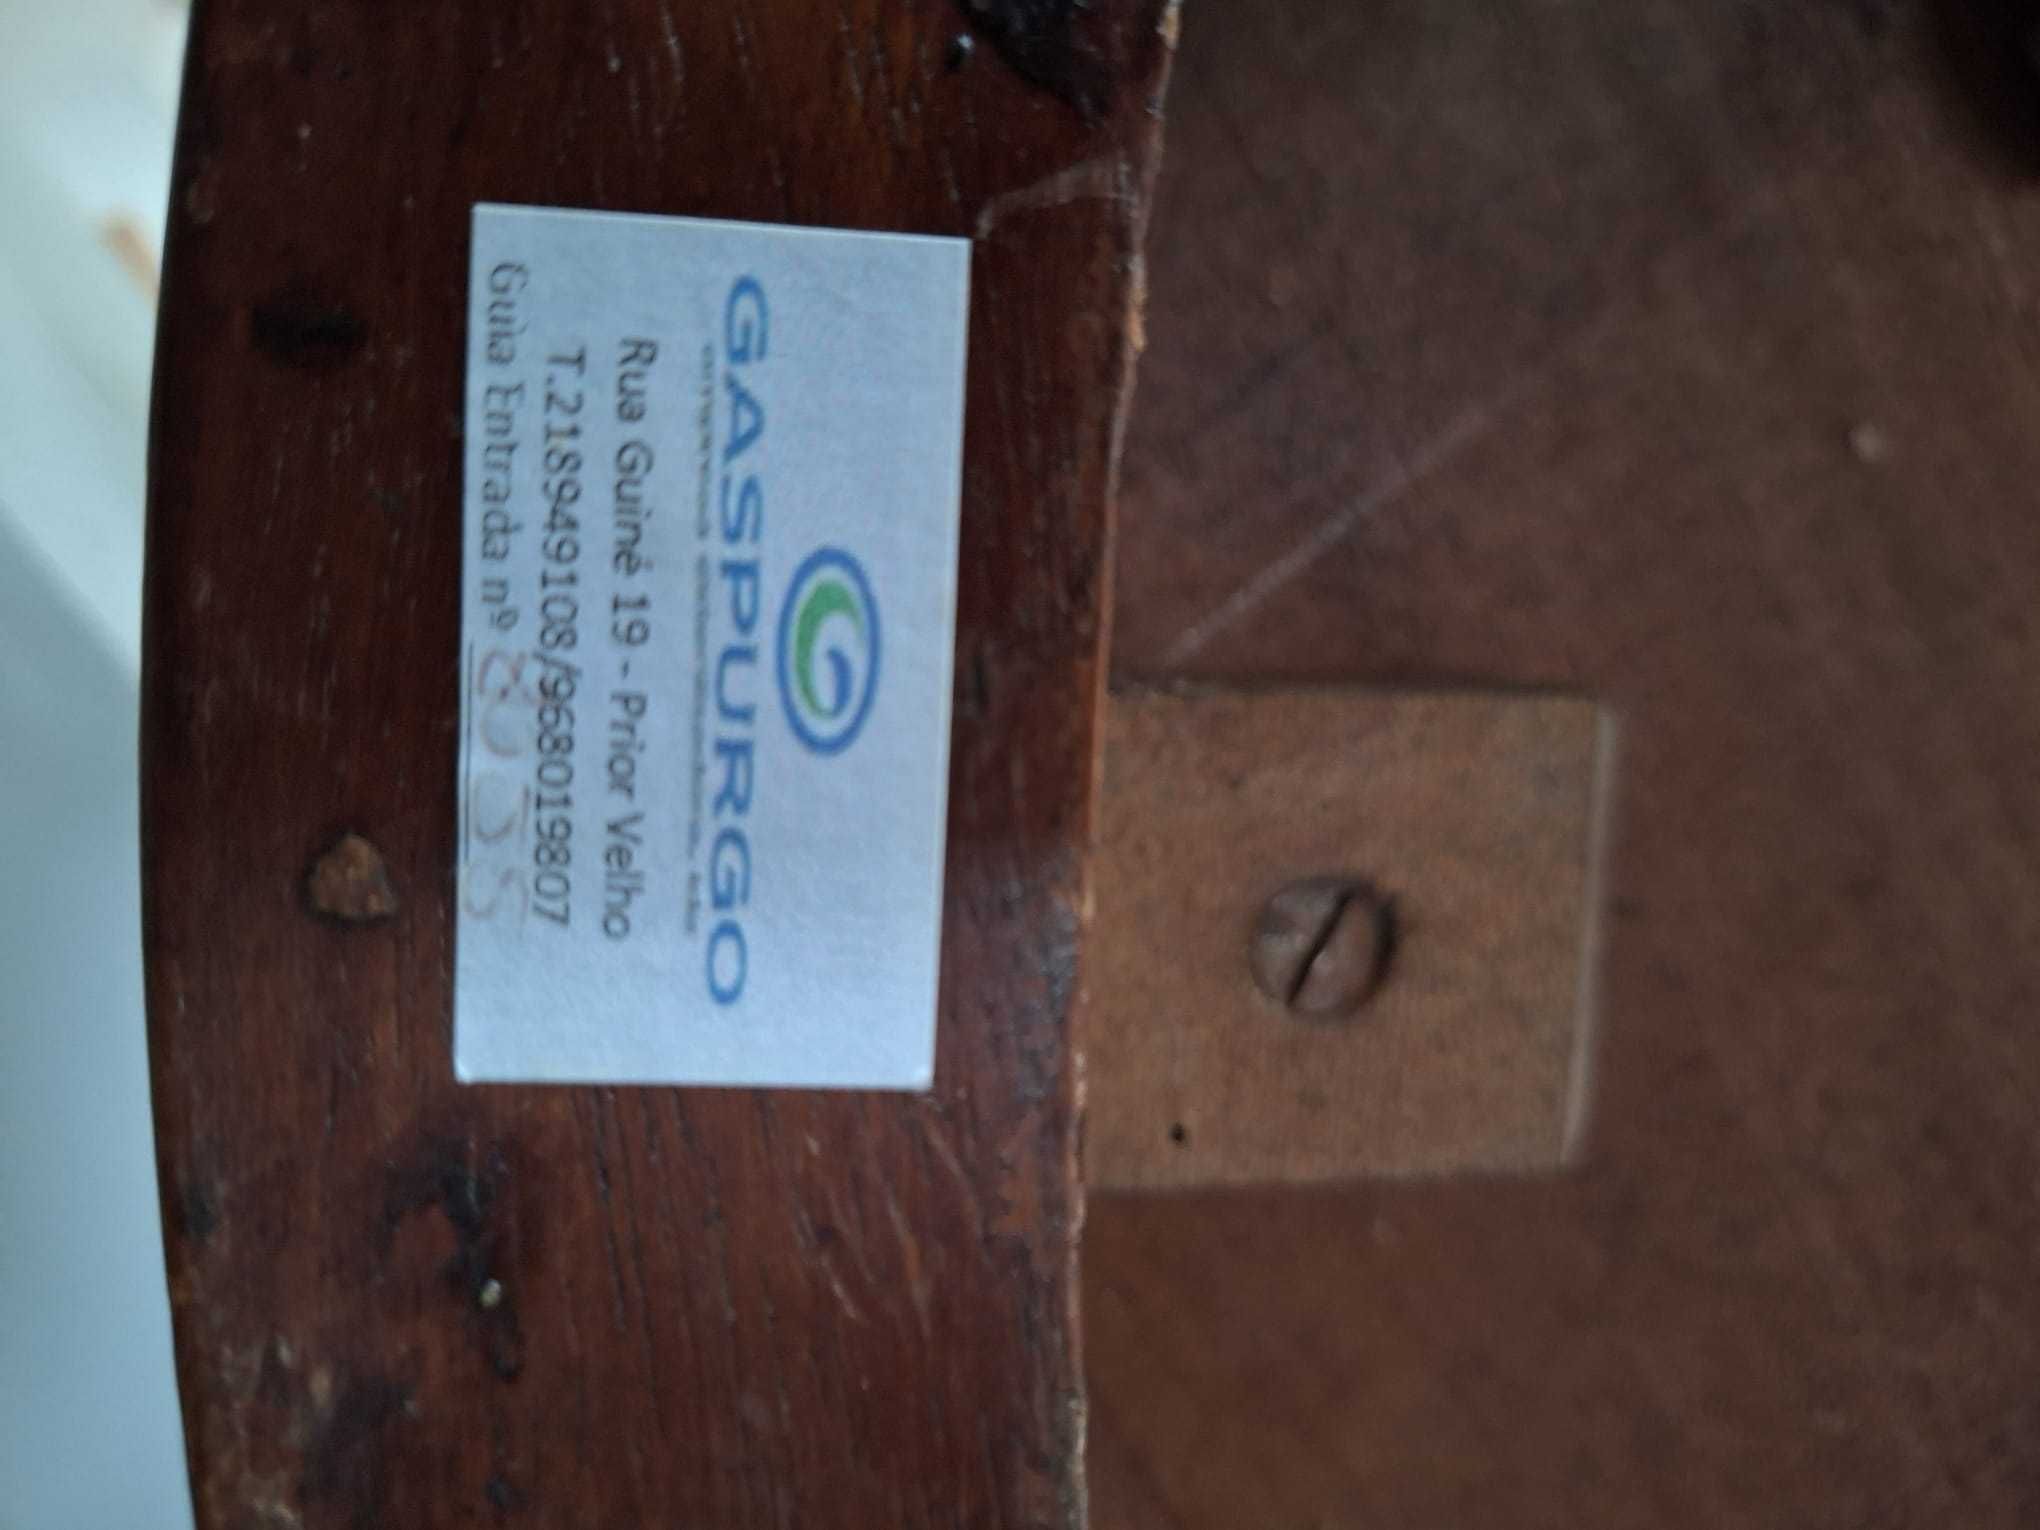 GASPURGO
Rua Guiné 19 - Prior Velho
T.218949108/968019807
Guia Entrada nº